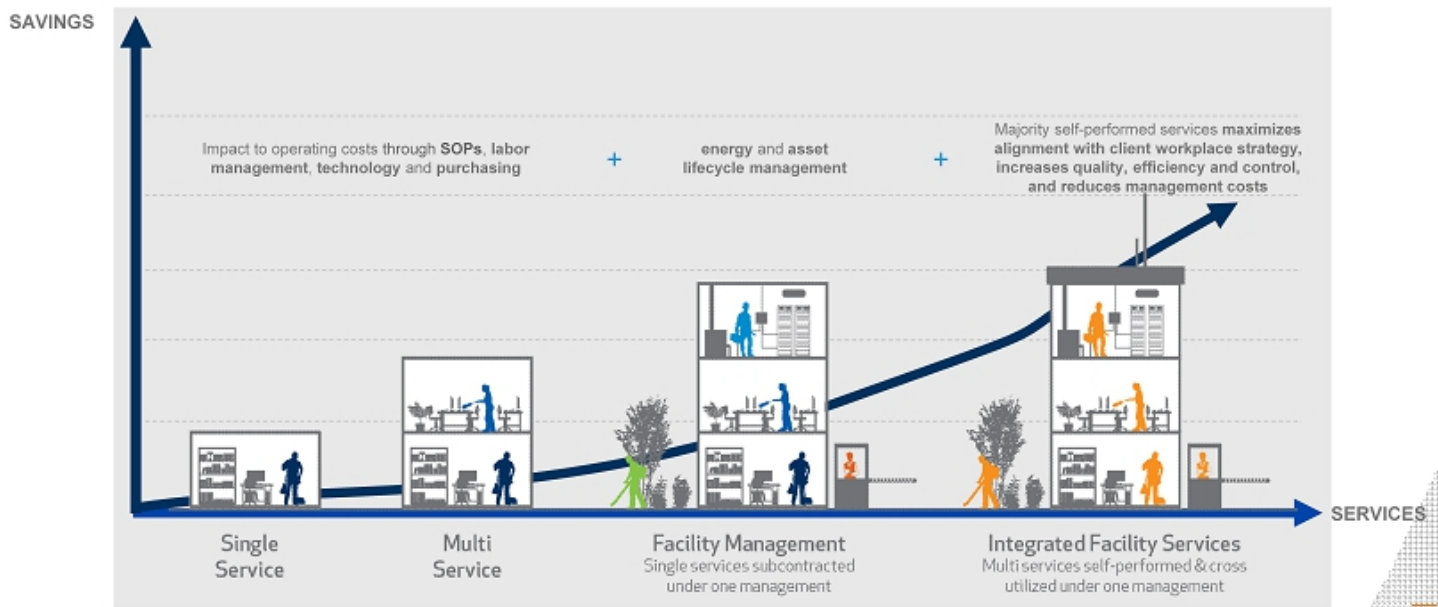 SAVINGS
Impact to operating costs through SOPs, labor
management, technology and purchasing
+
energy and asset
lifecycle management
+
Majority self-performed services maximizes
alignment with client workplace strategy,
increases quality, efficiency and control,
and reduces management costs
SERVICES
Single
Service
Multi
Service
Facility Management
Single services subcontracted
under one management
Integrated Facility Services
Multi services self-performed & cross
utilized under one management